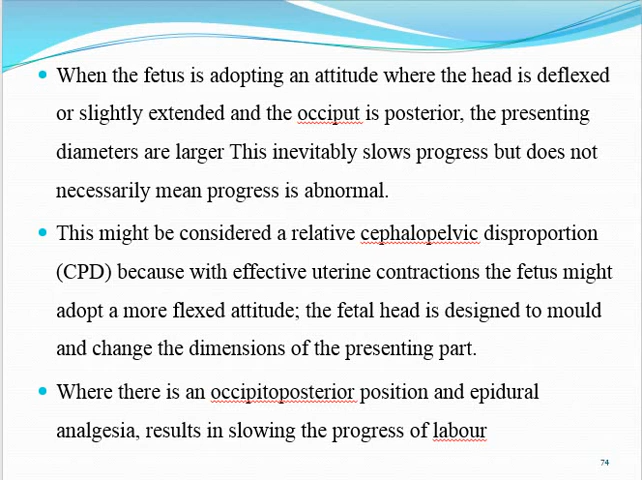 • When the fetus is adopting an attitude where the head is deflexed
or slightly extended and the occiput is posterior, the presenting
diameters are larger This inevitably slows progress but does not
necessarily mean progress is abnormal.
• This might be considered a relative cephalopelvic disproportion
(CPD) because with effective uterine contractions the fetus might
adopt a more flexed attitude; the fetal head is designed to mould
and change the dimensions of the presenting part.
• Where there is an occipitoposterior position and epidural
analgesia, results in slowing the progress of labour
74